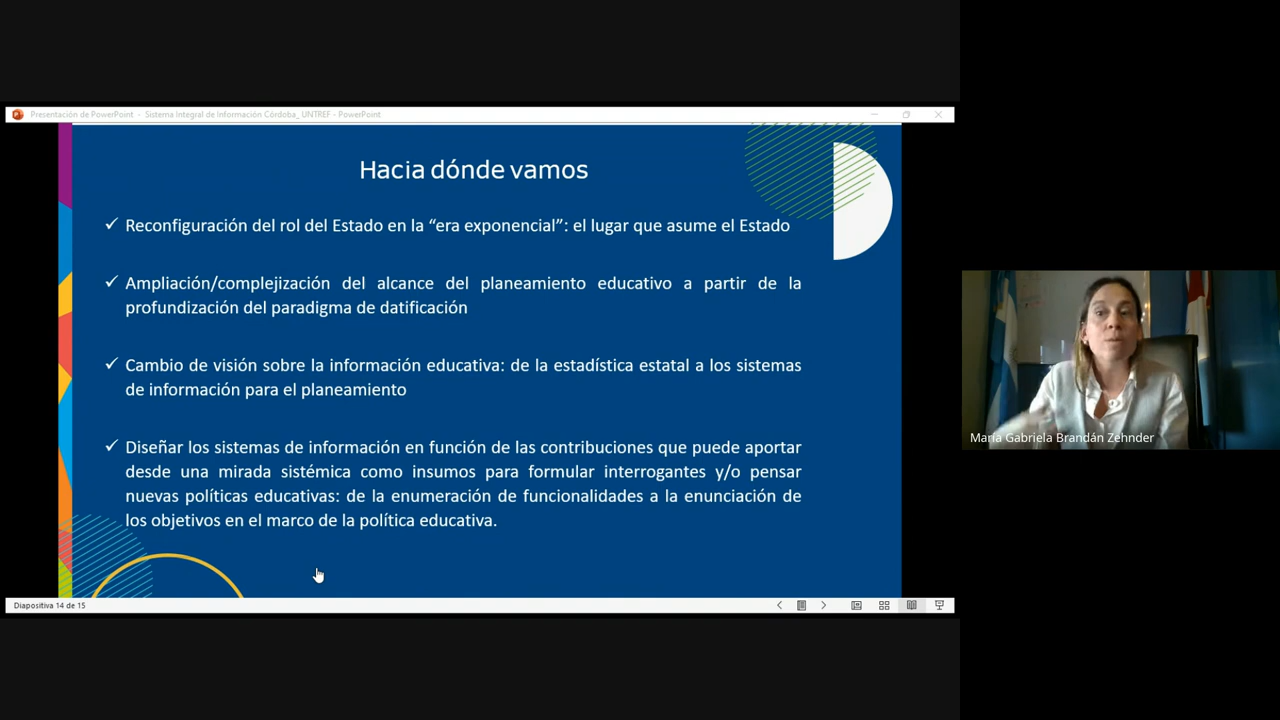 Presentación de PowerPoint - Sistema Integral de Información Córdoba_ UNTREF - PowerPoint
Hacia dónde vamos
✓ Reconfiguración del rol del Estado en la “era exponencial”: el lugar que asume el Estado
✓ Ampliación/complejización del alcance del planeamiento educativo a partir de la
profundización del paradigma de datificación
✓ Cambio de visión sobre la información educativa: de la estadística estatal a los sistemas
de información para el planeamiento
✓ Diseñar los sistemas de información en función de las contribuciones que puede aportar
desde una mirada sistémica como insumos para formular interrogantes y/o pensar
nuevas políticas educativas: de la enumeración de funcionalidades a la enunciación de
los objetivos en el marco de la política educativa.
María Gabriela Brandán Zehnder
Diapositiva 14 de 15